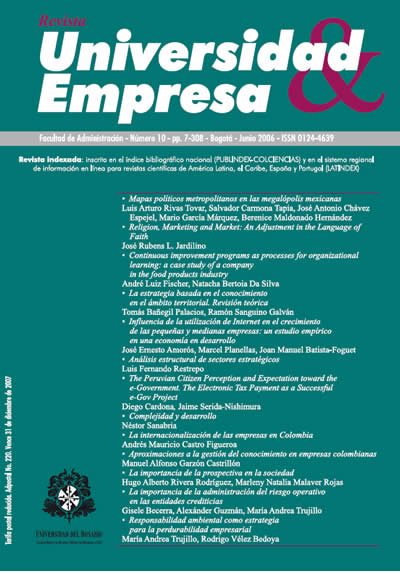 Revista
Universidad
&
Empresa
Facultad de Administración - Número 10 - pp. 7-308 - Bogotá - Junio 2006 - ISSN 0124-4639
Revista indexada: inscrita en el índice bibliográfico nacional (PUBLINDEX-COLCIENCIAS) y en el sistema regional
de información en línea para revistas científicas de América Latina, el Caribe, España y Portugal (LATINDEX)
• Mapas políticos metropolitanos en las megalópolis mexicanas
Luis Arturo Rivas Tovar, Salvador Carmona Tapia, José Antonio Chávez
Espejel, Mario García Márquez, Berenice Maldonado Hernández
• Religion, Marketing and Market: An Adjustment in the Language of
Faith
José Rubens L. Jardilino
• Continuous improvement programs as processes for organizational
learning: a case study of a company
in the food products industry
André Luiz Fischer, Natacha Bertoia Da Silva
• La estrategia basada en el conocimiento en
en el ámbito territorial. Revisión teórica
Tomás Bañegil Palacios, Ramón Sanguino Galván
• Influencia de la utilización de Internet en el crecimiento
de las pequeñas y medianas empresas: un estudio empírico
en una economía en desarrollo
José Ernesto Amorós, Marcel Planellas, Joan Manuel Batista-Foguet
• Análisis estructural de sectores estratégicos
Luis Fernando Restrepo
• The Peruvian Citizen Perception and Expectation toward the
e-Government. The Electronic Tax Payment as a Successful
e-Gov Project
Diego Cardona, Jaime Serida-Nishimura
• Complejidad y desarrollo
Néstor Sanabria
• La internacionalización de las empresas en Colombia
Andrés Mauricio Castro Figueroa
• Aproximaciones a la gestión del conocimiento en empresas colombianas
Manuel Alfonso Garzón Castrillón
• La importancia de la prospectiva en la sociedad
Hugo Alberto Rivera Rodríguez, Marleny Natalia Malaver Rojas
• La importancia de la administración del riesgo operativo
en las entidades crediticias
Gisele Becerra, Alexánder Guzmán, María Andrea Trujillo
• Responsabilidad ambiental como estrategia
para la perdurabilidad empresarial
María Andrea Trujillo, Rodrigo Vélez Bedoya
UNIVERSIDAD DEL ROSARIO
Tarifa postal reducida. Adpostal No. 220, Vence 31 de diciembre de 2007